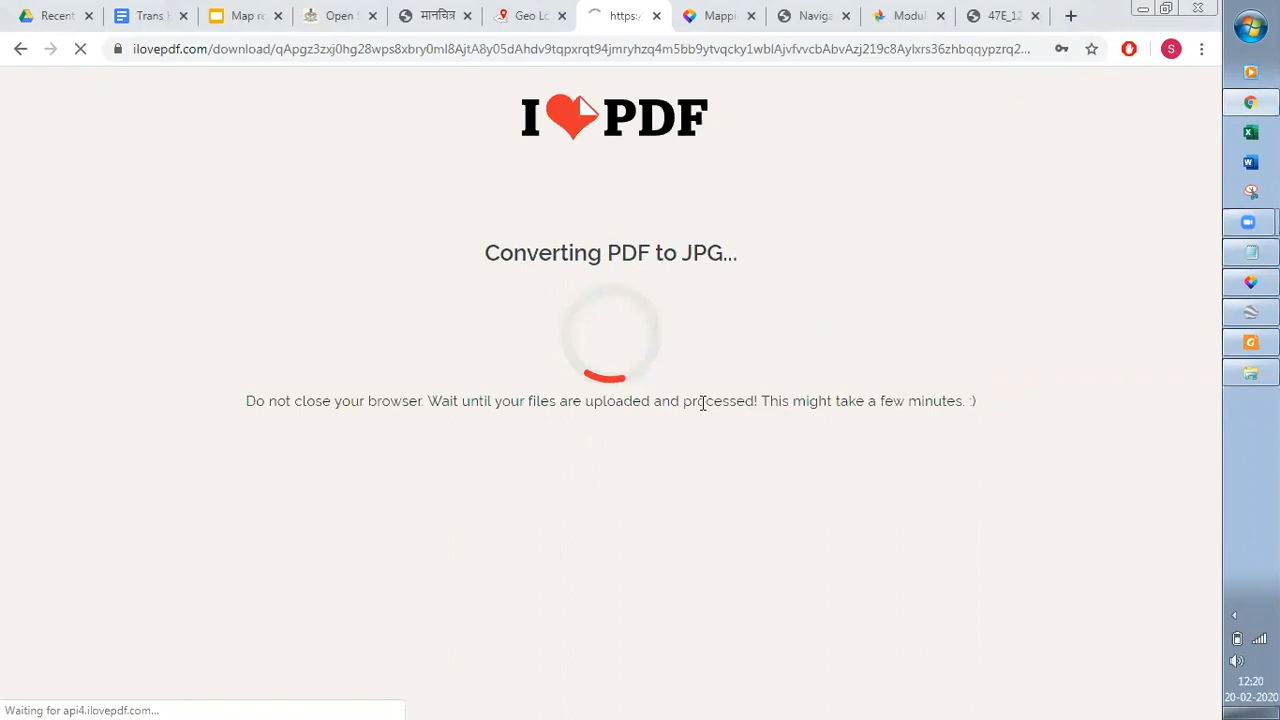 Recent
Trans
Map re
Open
मानचि
Geo Lo
https:
Mappi
Naviga
Modul
47E_12
ilovepdf.com/download/qApgz3zxj0hg28wps8xbry0ml8AjtA8y05dAhdv9tqpxrqt94jmryhzq4m5bb9ytvqcky1wblAjvfvvcbAbvAzj219c8Aylxrs36zhbqqypzrq2...
S
I PDF
Converting PDF to JPG...
Do not close your browser. Wait until your files are uploaded and processed! This might take a few minutes. :)
Waiting for api4.ilovepdf.com...
12:20
20-02-2020